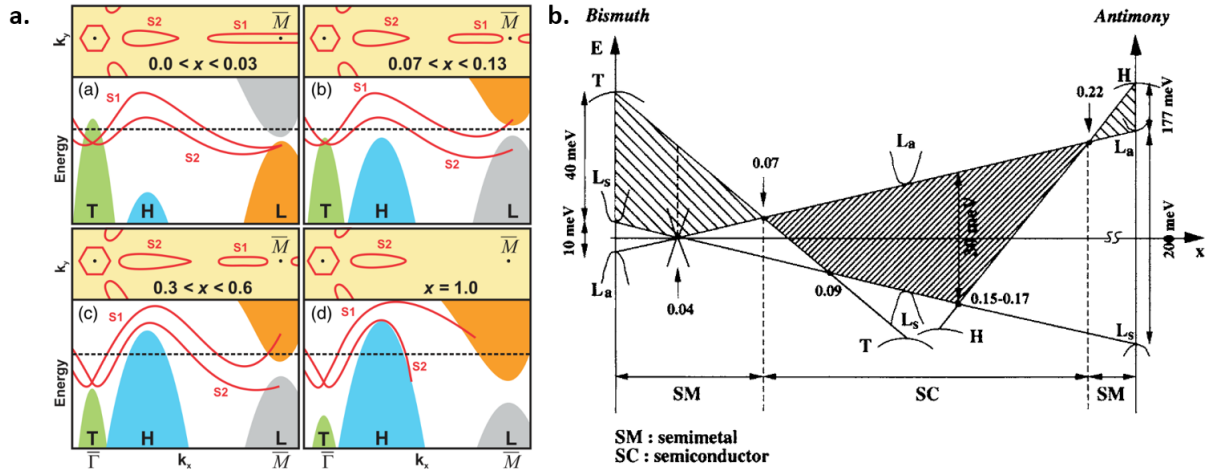 a.
S2
S1
M̅
k_y
0.0 < x < 0.03
(a)
S1
S2
Energy
T
H
L
S2
S1
M̅
0.07 < x < 0.13
(b)
S1
S2
T
H
L
S2
S1
M̅
k_y
0.3 < x < 0.6
(c)
S1
S2
Energy
T
H
L
Γ̅
k_x
M̅
S2
M̅
x = 1.0
(d)
S1
S2
T
H
L
Γ̅
k_x
M̅
b.
Bismuth
Antimony
E
T
H
0.22
177 meV
40 meV
L_s
L_a
L_a
0.07
10 meV
30 meV
200 meV
x
L_a
0.04
0.09
0.15-0.17
L_s
L_s
T
H
SM
SC
SM
SM : semimetal
SC : semiconductor